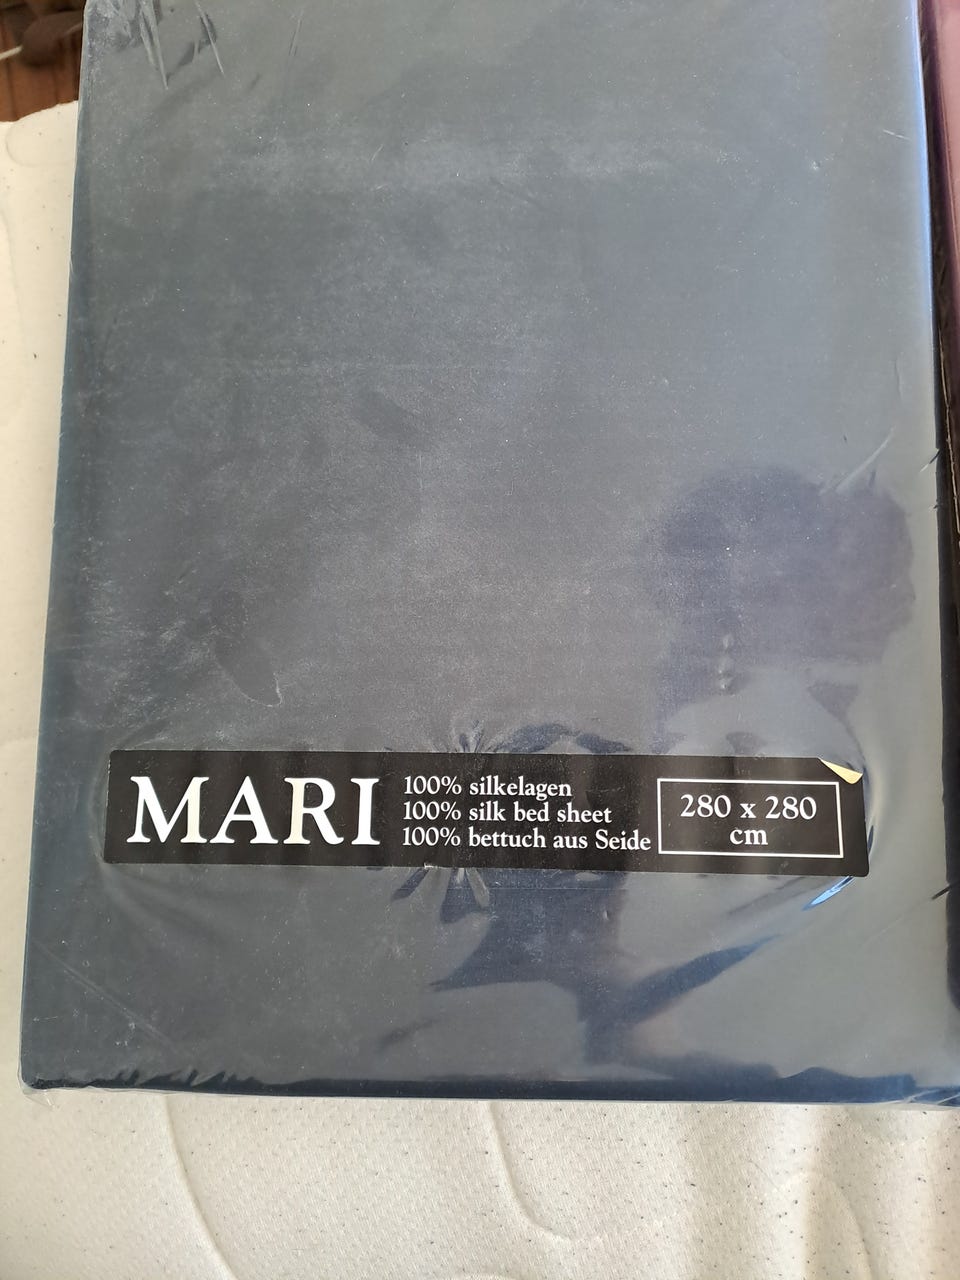 MARI
100% silkelagen
100% silk bed sheet
100% bettuch aus Seide
280 x 280
cm